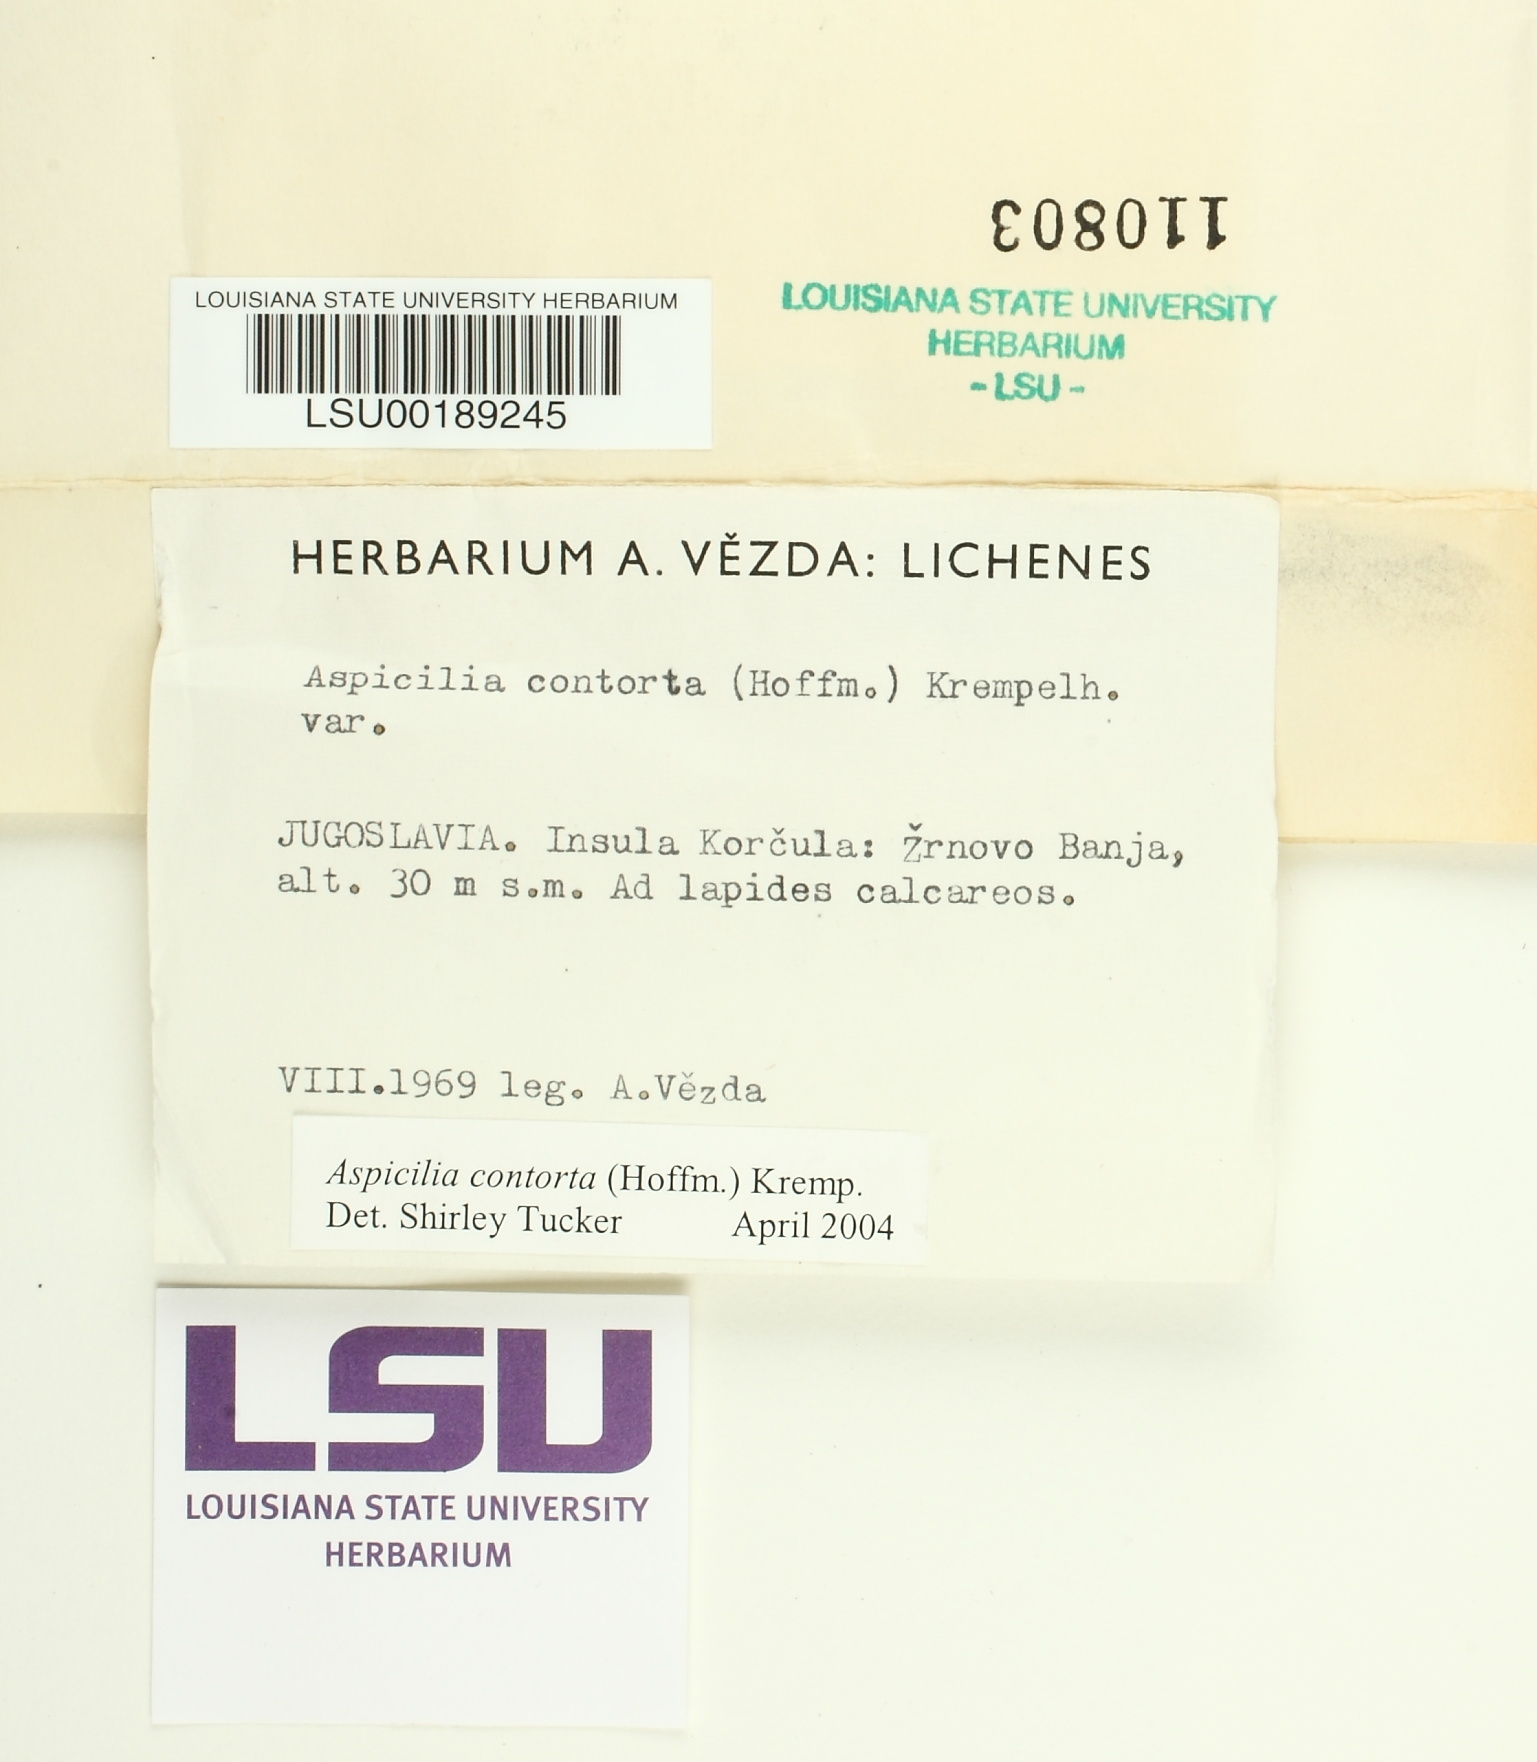 110803
LOUISIANA STATE UNIVERSITY
HERBARIUM
- LSU -
LOUISIANA STATE UNIVERSITY HERBARIUM
LSU00189245
HERBARIUM A. VĚZDA: LICHENES
Aspicilia contorta (Hoffm.) Krempelh.
var.
JUGOSLAVIA. Insula Korčula: Žrnovo Banja,
alt. 30 m s.m. Ad lapides calcareos.
VIII.1969 leg. A.Vězda
Aspicilia contorta (Hoffm.) Kremp.
Det. Shirley Tucker April 2004
LSU
LOUISIANA STATE UNIVERSITY
HERBARIUM